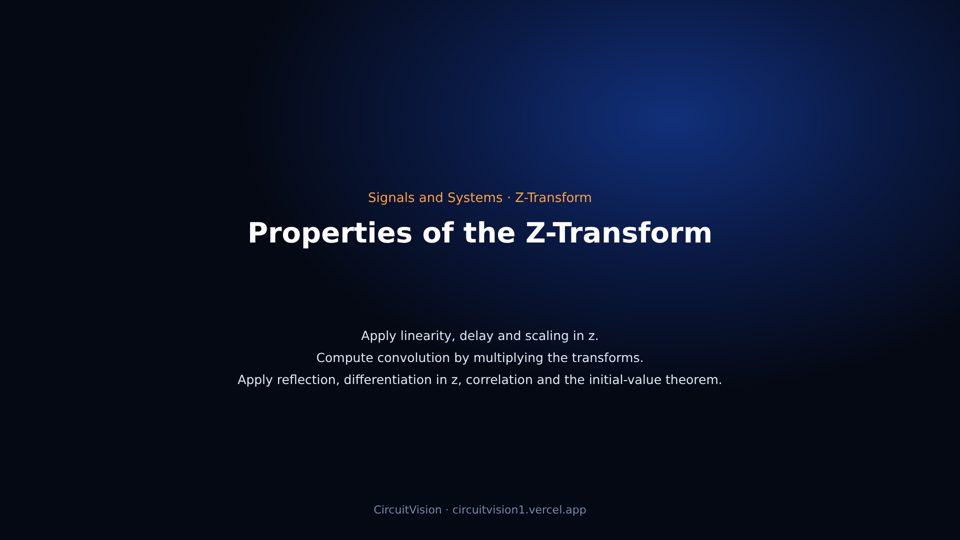 Signals and Systems · Z-Transform
Properties of the Z-Transform
Apply linearity, delay and scaling in z.
Compute convolution by multiplying the transforms.
Apply reflection, differentiation in z, correlation and the initial-value theorem.
CircuitVision · circuitvision1.vercel.app